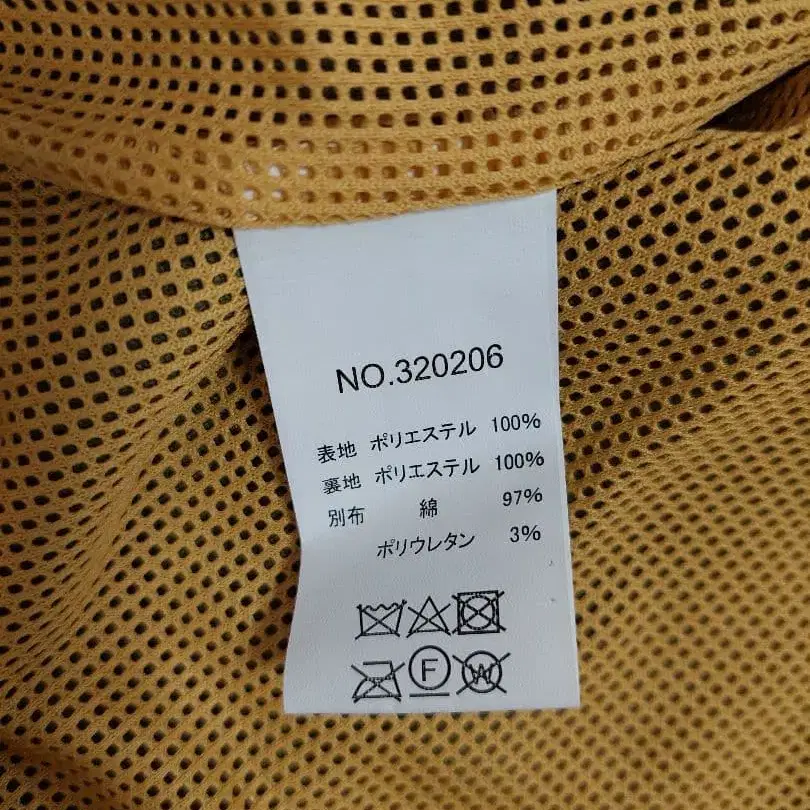 NO.320206
表地 ポリエステル 100%
裏地 ポリエステル 100%
別布 綿 97%
ポリウレタン 3%
F W